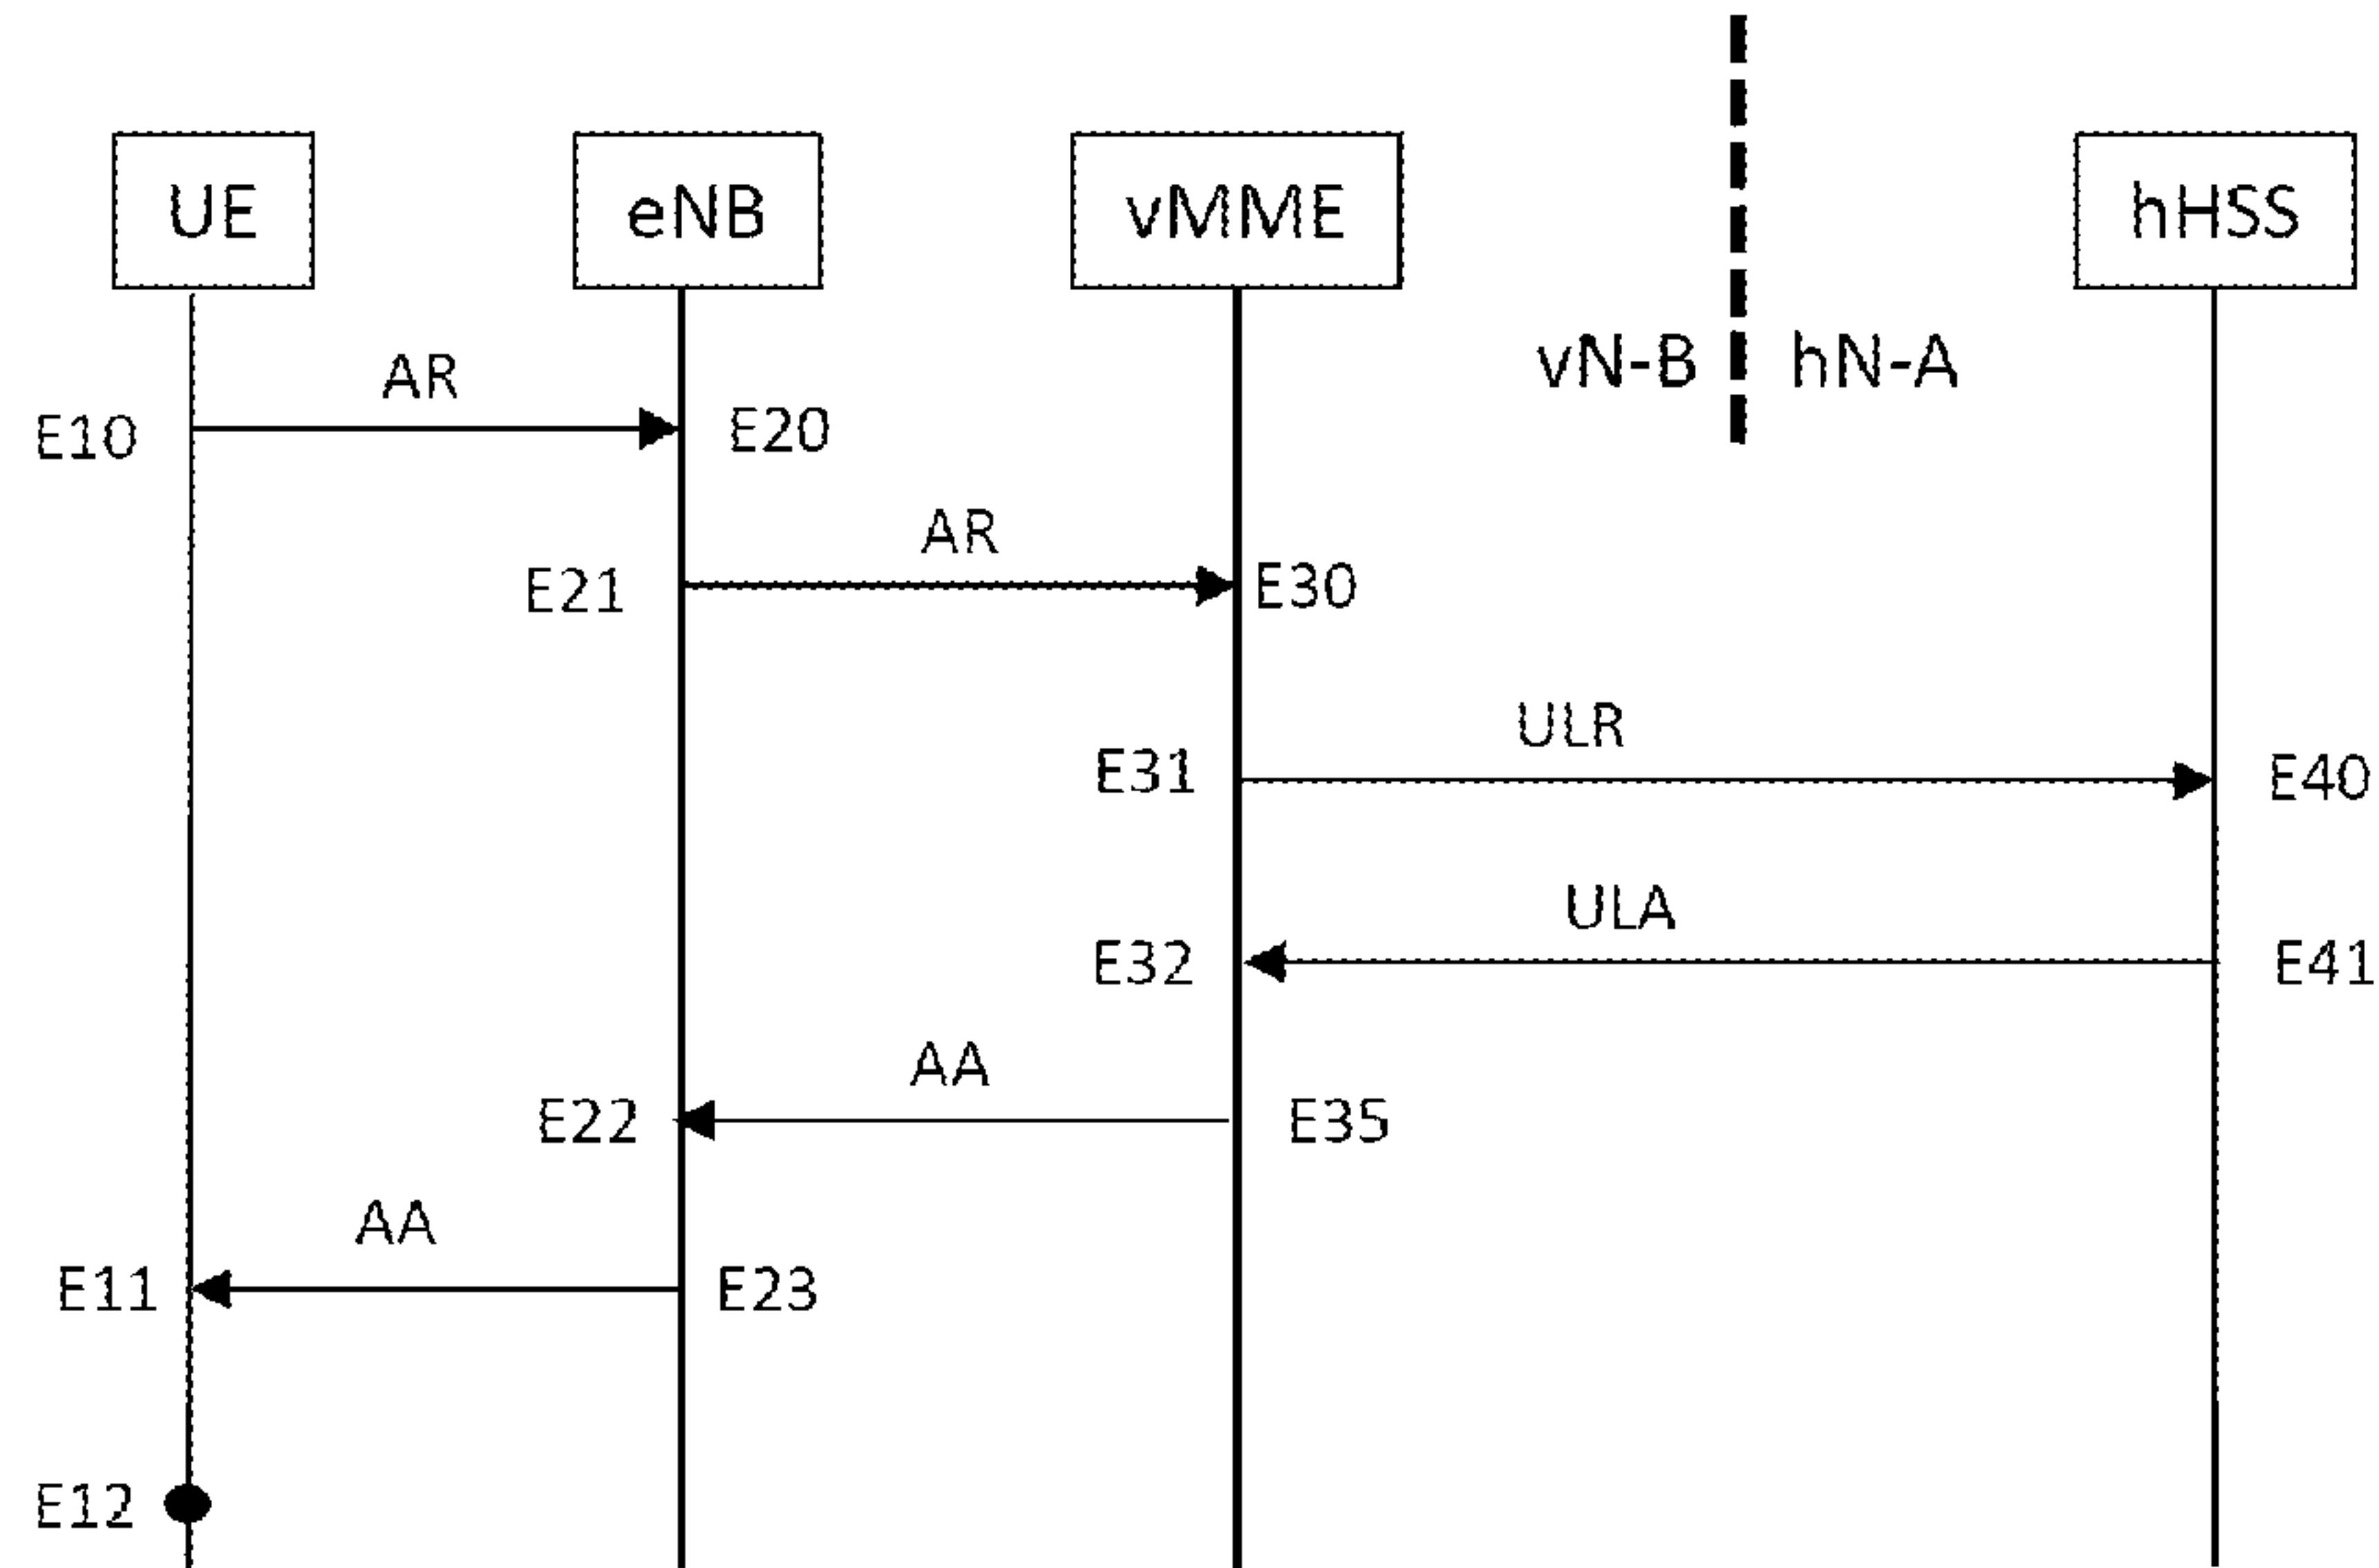 UE eNB vMME hHSS
vN-B hN-A
AR
E10 E20
AR
E21 E30
ULR
E31 E40
ULA
E32 E41
AA
E22 E35
AA
E11 E23
E12